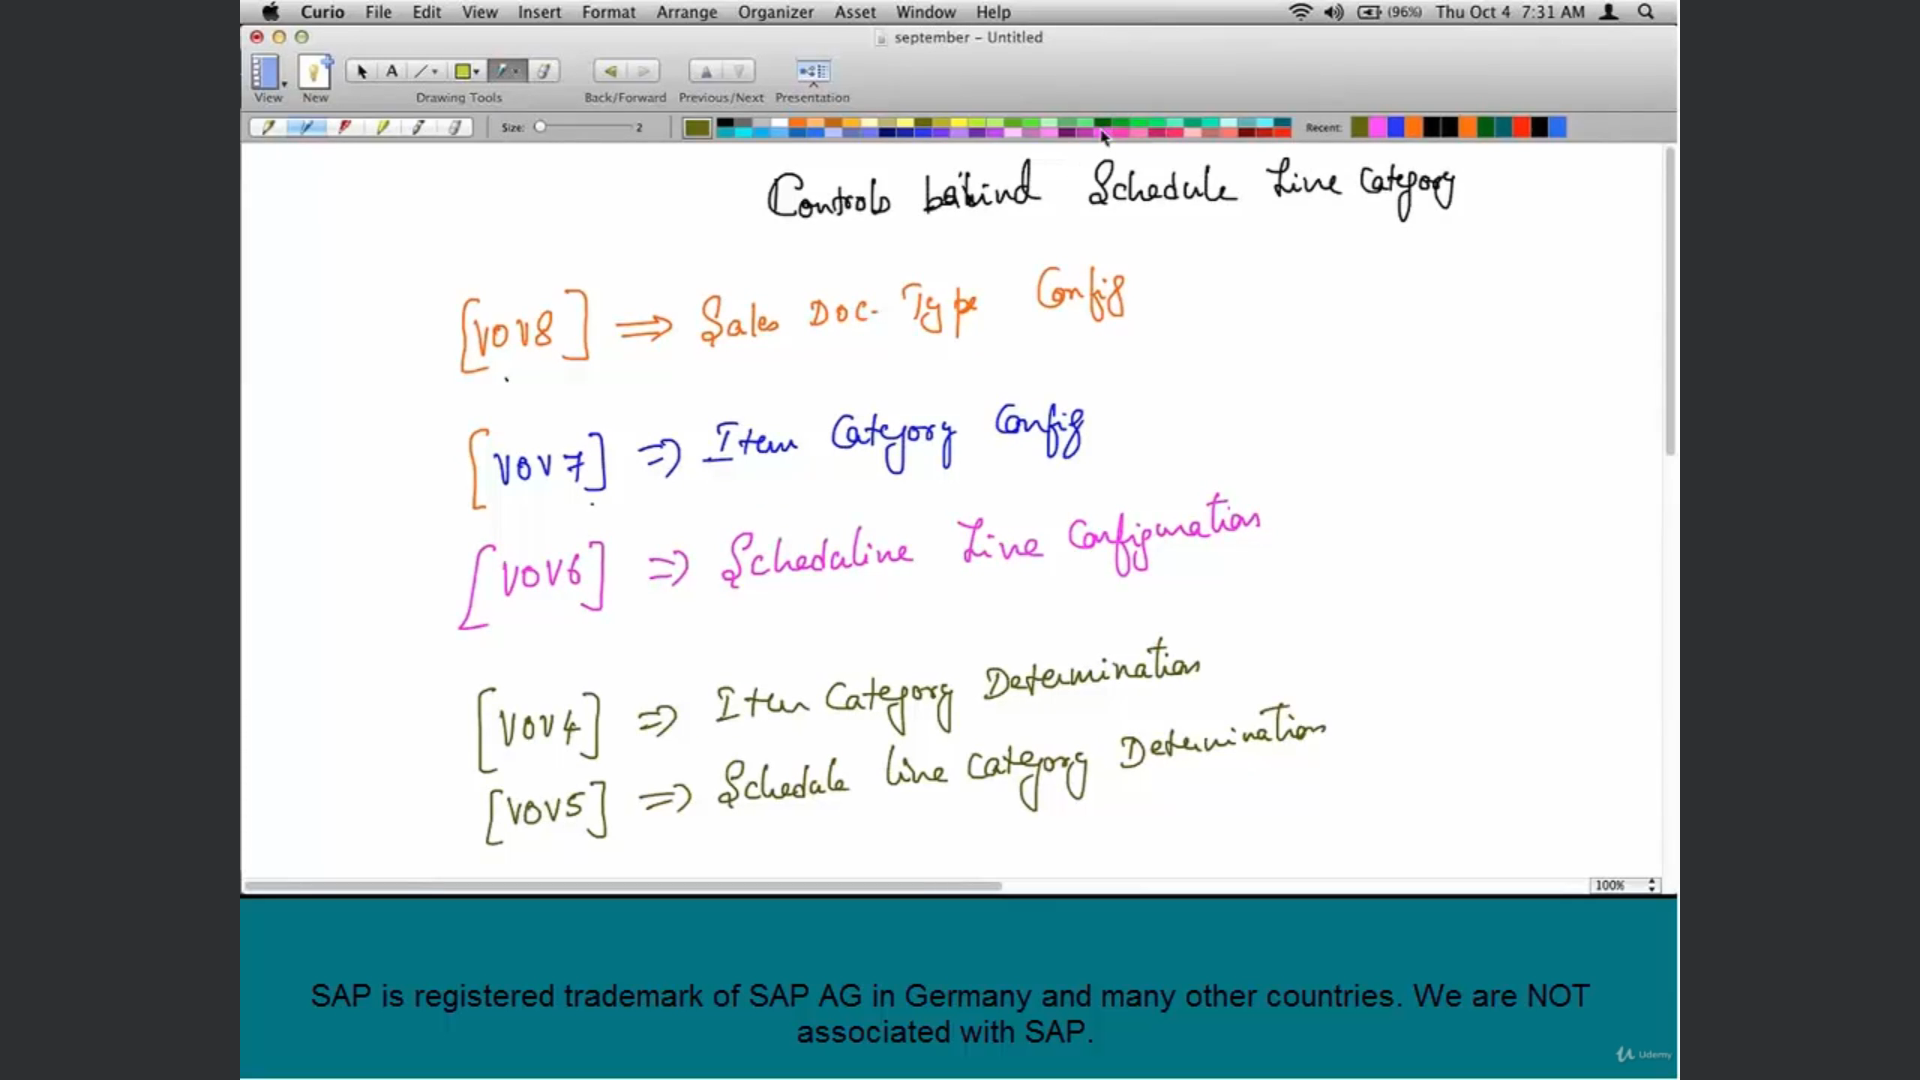 Curio File Edit View Insert Format Arrange Organizer Asset Window Help (96%) Thu Oct 4 7:31 AM
september – Untitled
View New Drawing Tools Back/Forward Previous/Next Presentation
Size: 2 Recent:
Controls behind Schedule Line Category
[VOV8] ⇒ Sales Doc. Type Config
[VOV7] ⇒ Item Category Config
[VOV6] ⇒ Schedaline Line Configuration
[VOV4] ⇒ Item Category Determination
[VOV5] ⇒ Schedule line Category Determination
100%
SAP is registered trademark of SAP AG in Germany and many other countries. We are NOT
associated with SAP.
Udemy